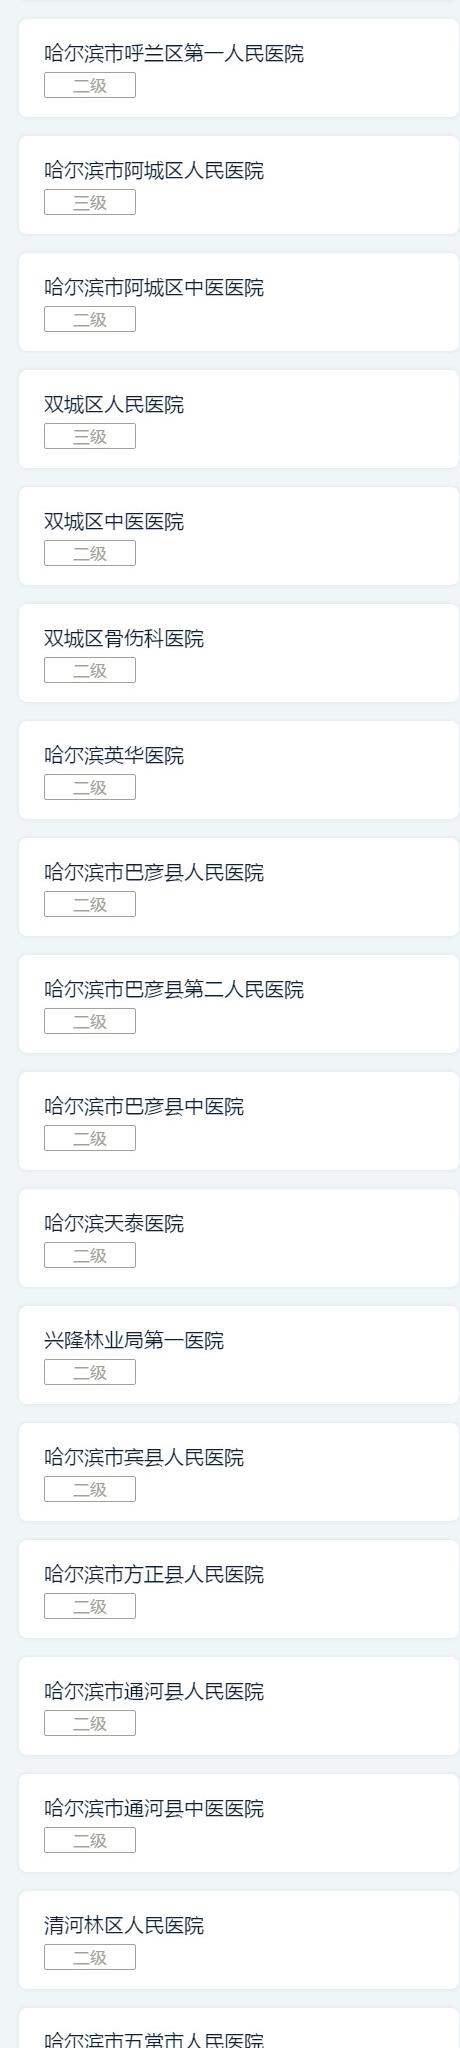 哈尔滨市呼兰区第一人民医院
二级
哈尔滨市阿城区人民医院
三级
哈尔滨市阿城区中医医院
二级
双城区人民医院
三级
双城区中医医院
二级
双城区骨伤科医院
二级
哈尔滨英华医院
二级
哈尔滨市巴彦县人民医院
二级
哈尔滨市巴彦县第二人民医院
二级
哈尔滨市巴彦县中医院
二级
哈尔滨天泰医院
二级
兴隆林业局第一医院
二级
哈尔滨市宾县人民医院
二级
哈尔滨市方正县人民医院
二级
哈尔滨市通河县人民医院
二级
哈尔滨市通河县中医医院
二级
清河林区人民医院
二级
哈尔滨市五常市人民医院